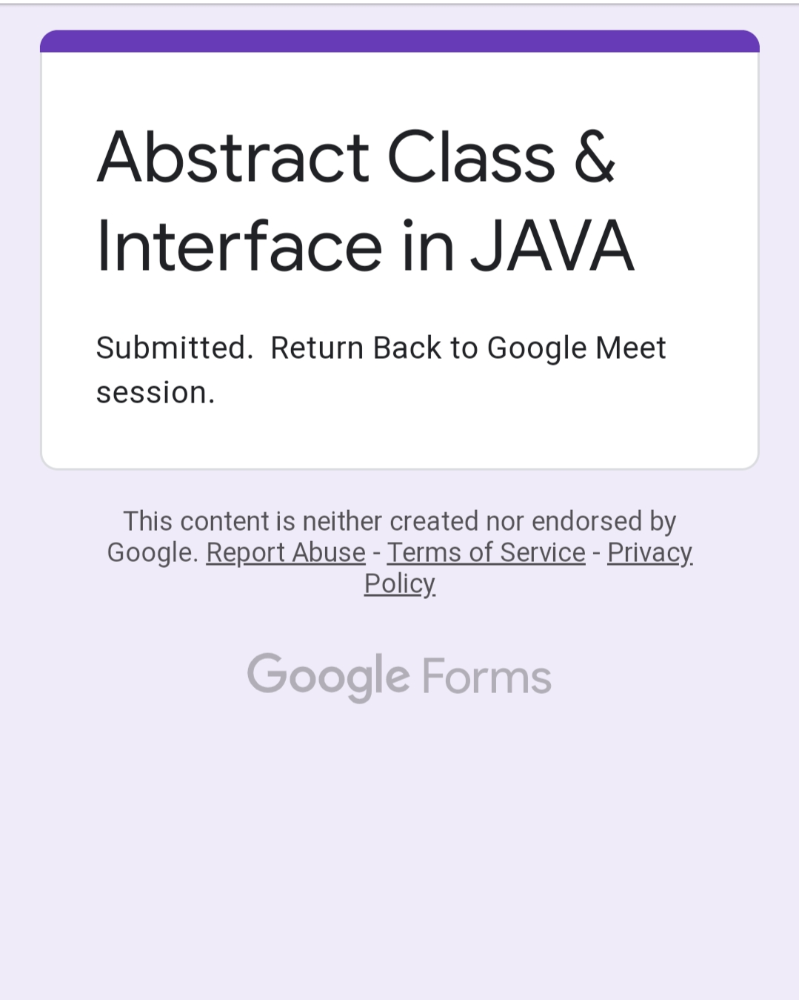 Abstract Class &
Interface in JAVA
Submitted.  Return Back to Google Meet
session.
This content is neither created nor endorsed by
Google. Report Abuse - Terms of Service - Privacy
Policy
Google Forms